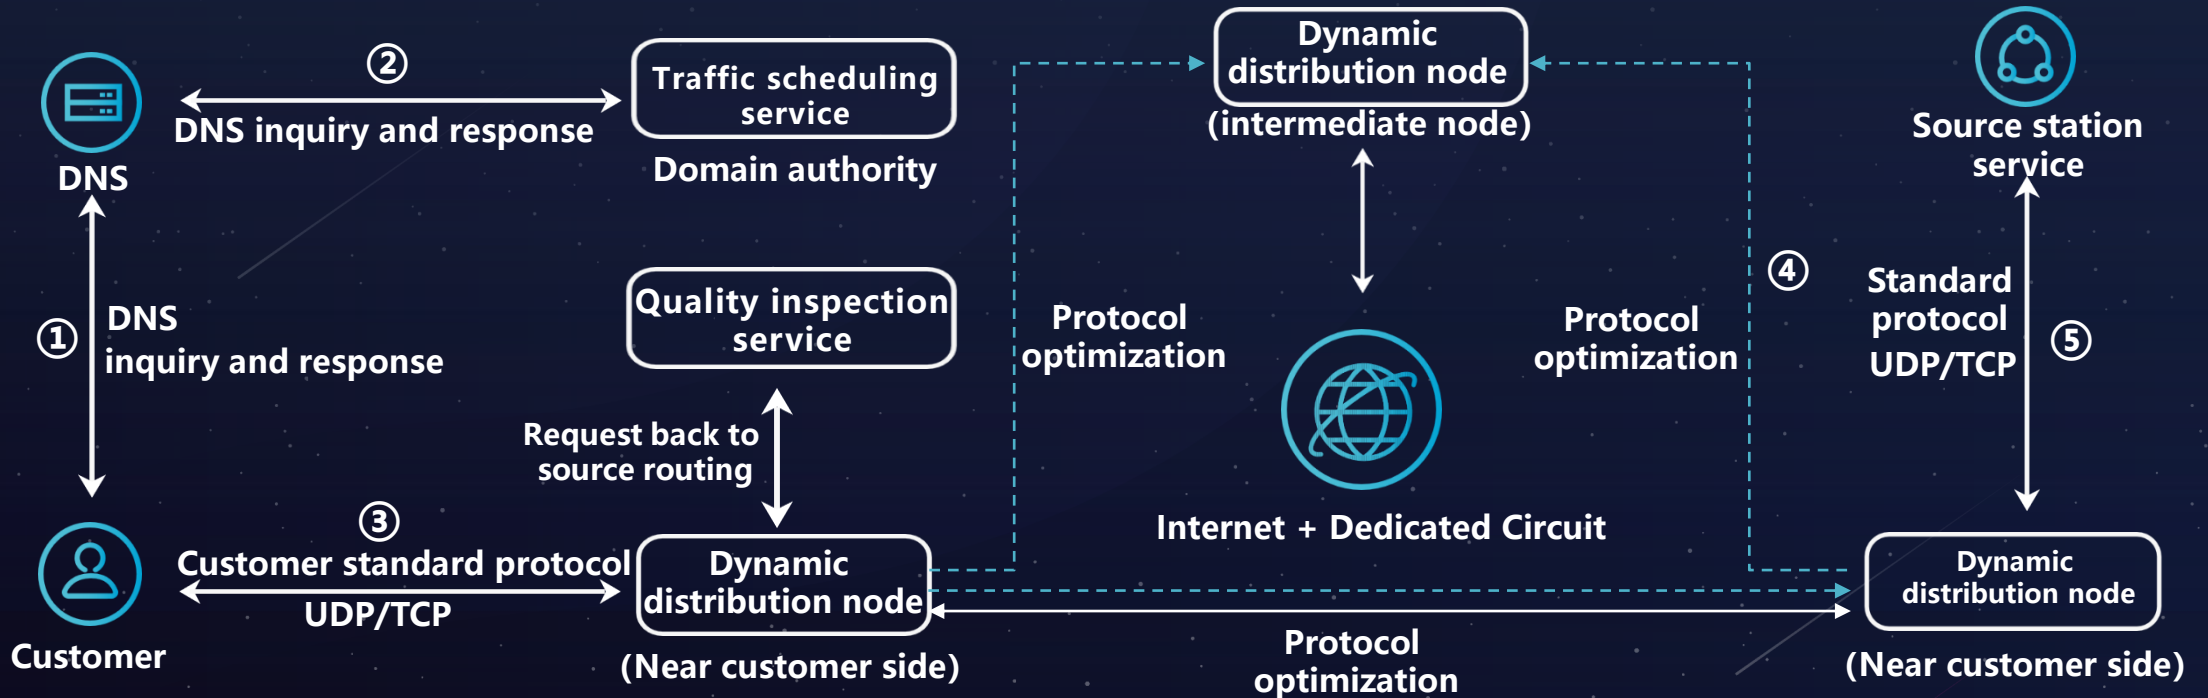 ②
DNS inquiry and response
DNS
Traffic scheduling
service
Domain authority
①
DNS
inquiry and response
Quality inspection
service
Request back to
source routing
③
Customer standard protocol
UDP/TCP
Customer
Dynamic
distribution node
(Near customer side)
Dynamic
distribution node
(intermediate node)
Protocol
optimization
Protocol
optimization
④
Internet + Dedicated Circuit
Protocol
optimization
Source station
service
Standard
protocol
UDP/TCP
⑤
Dynamic
distribution node
(Near customer side)